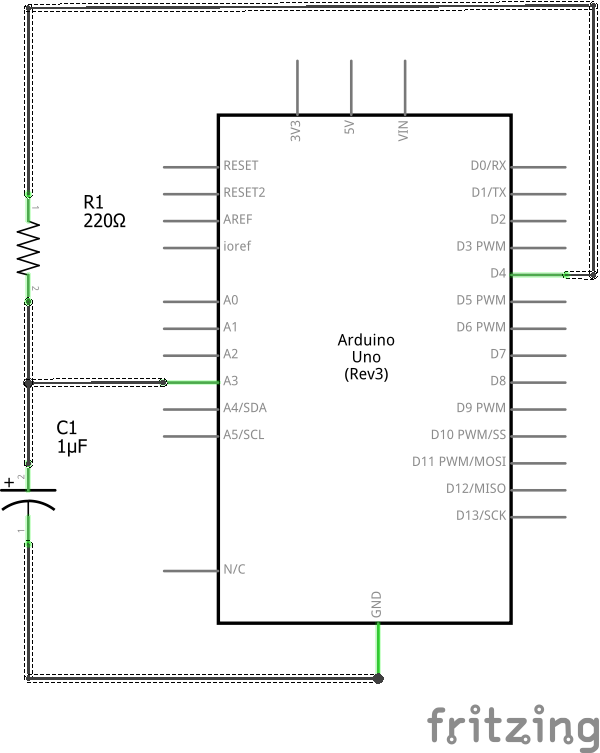 3V3
5V
VIN
RESET
RESET2
AREF
ioref
A0
A1
A2
A3
A4/SDA
A5/SCL
N/C
D0/RX
D1/TX
D2
D3 PWM
D4
D5 PWM
D6 PWM
D7
D8
D9 PWM
D10 PWM/SS
D11 PWM/MOSI
D12/MISO
D13/SCK
GND
Arduino
Uno
(Rev3)
R1
220Ω
1
2
C1
1µF
+
2
1
fritzing